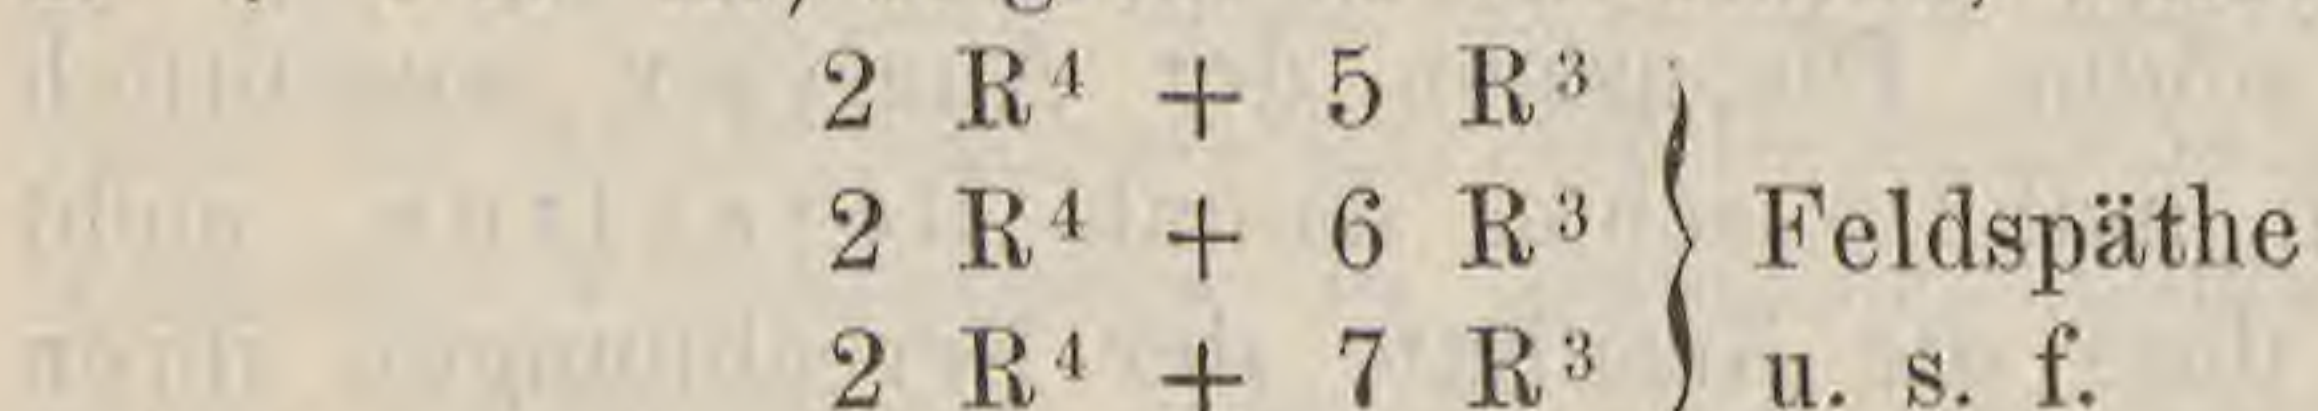 2 R⁴ + 5 R³
2 R⁴ + 6 R³ } Feldspäthe
2 R⁴ + 7 R³ u. s. f.